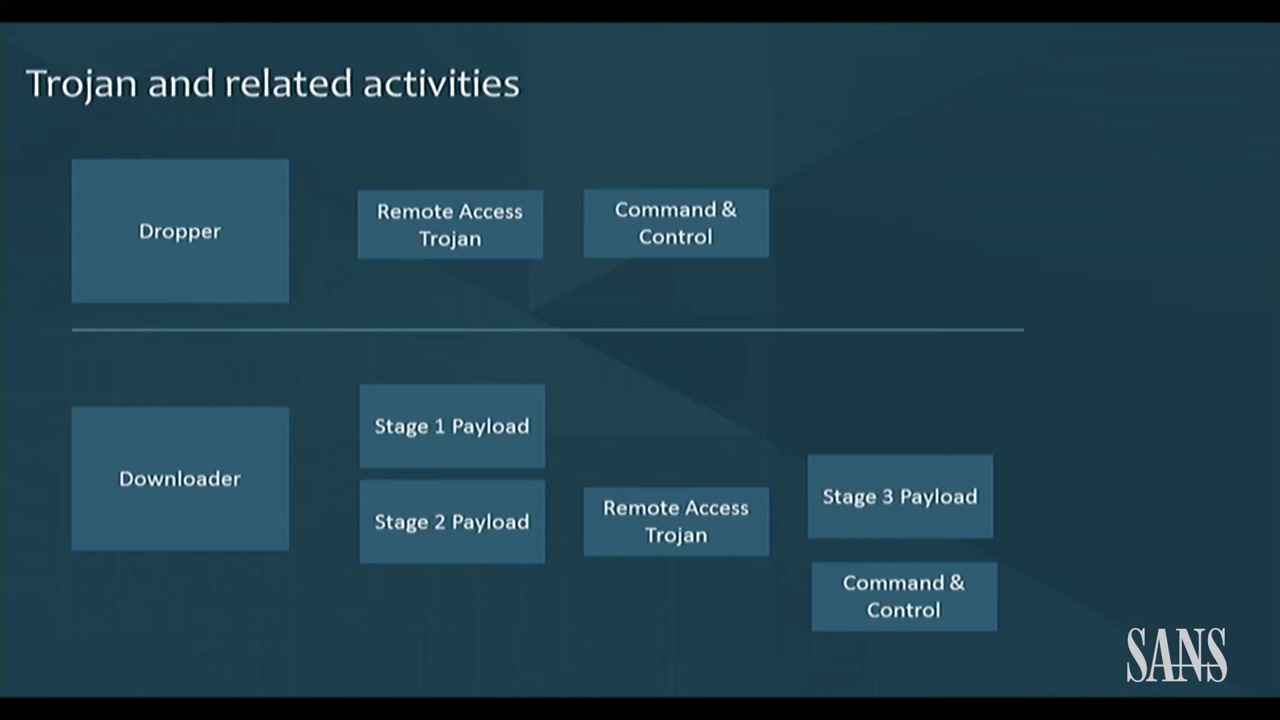 Trojan and related activities
Dropper
Remote Access
Trojan
Command &
Control
Downloader
Stage 1 Payload
Stage 2 Payload
Remote Access
Trojan
Stage 3 Payload
Command &
Control
SANS